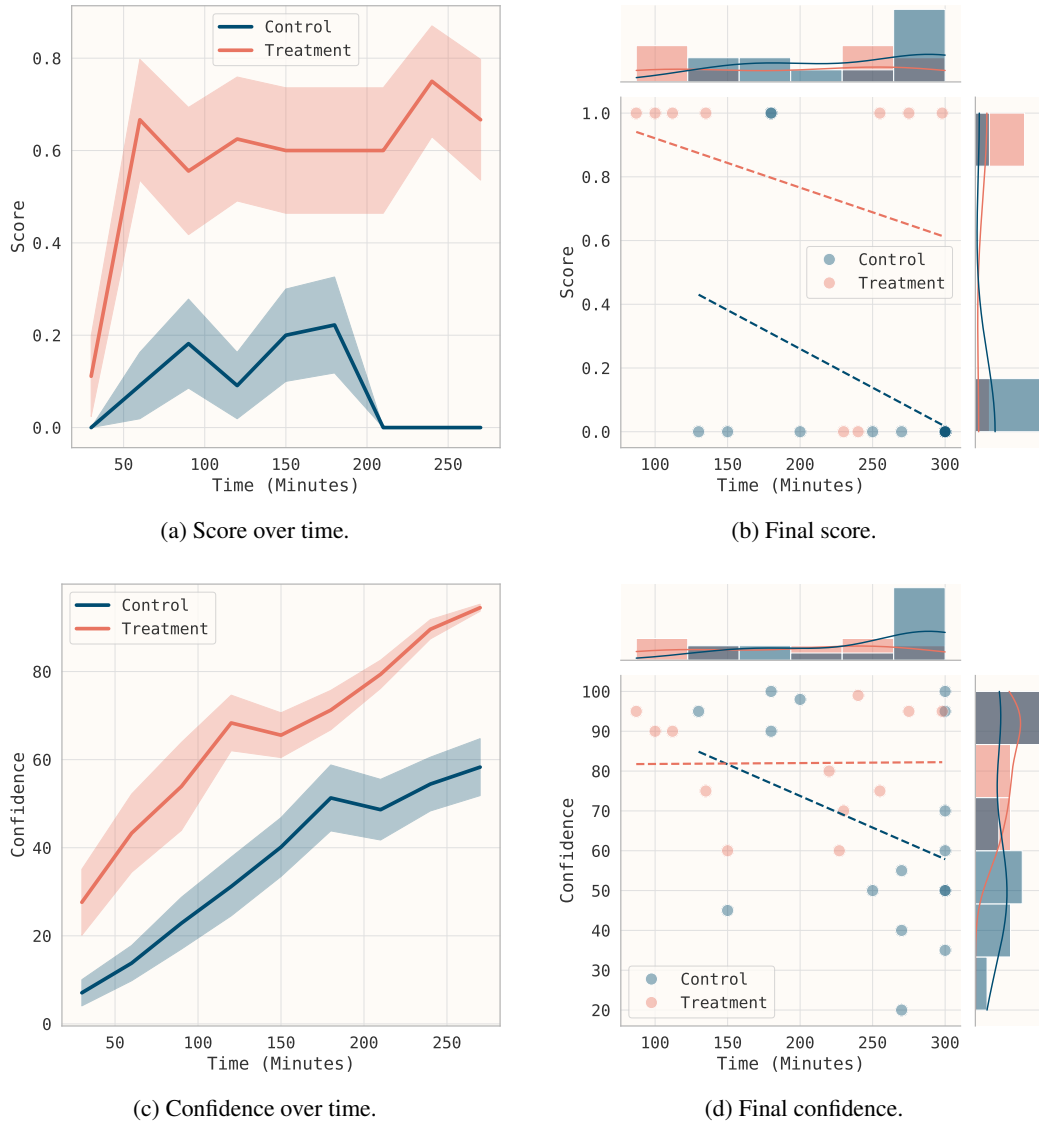 Control
Treatment
0.8
0.6
0.4
0.2
0.0
Score
50 100 150 200 250
Time (Minutes)
(a) Score over time.
1.0
0.8
0.6
0.4
0.2
0.0
Score
Control
Treatment
100 150 200 250 300
Time (Minutes)
(b) Final score.
Control
Treatment
80
60
40
20
0
Confidence
50 100 150 200 250
Time (Minutes)
(c) Confidence over time.
100
90
80
70
60
50
40
30
20
Confidence
Control
Treatment
100 150 200 250 300
Time (Minutes)
(d) Final confidence.